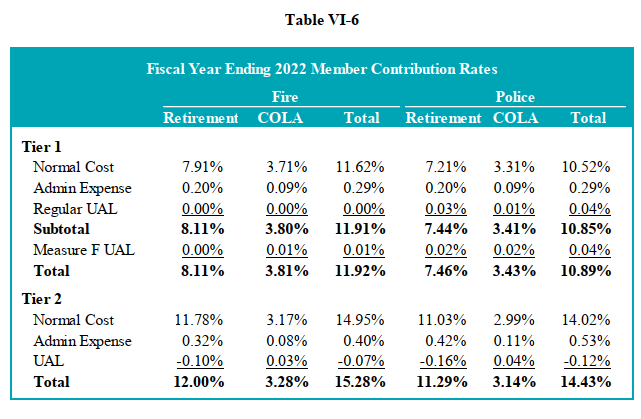 Table VI-6
Fiscal Year Ending 2022 Member Contribution Rates
Fire Police
Retirement COLA Total Retirement COLA Total
Tier 1
Normal Cost 7.91% 3.71% 11.62% 7.21% 3.31% 10.52%
Admin Expense 0.20% 0.09% 0.29% 0.20% 0.09% 0.29%
Regular UAL 0.00% 0.00% 0.00% 0.03% 0.01% 0.04%
Subtotal 8.11% 3.80% 11.91% 7.44% 3.41% 10.85%
Measure F UAL 0.00% 0.01% 0.01% 0.02% 0.02% 0.04%
Total 8.11% 3.81% 11.92% 7.46% 3.43% 10.89%
Tier 2
Normal Cost 11.78% 3.17% 14.95% 11.03% 2.99% 14.02%
Admin Expense 0.32% 0.08% 0.40% 0.42% 0.11% 0.53%
UAL -0.10% 0.03% -0.07% -0.16% 0.04% -0.12%
Total 12.00% 3.28% 15.28% 11.29% 3.14% 14.43%